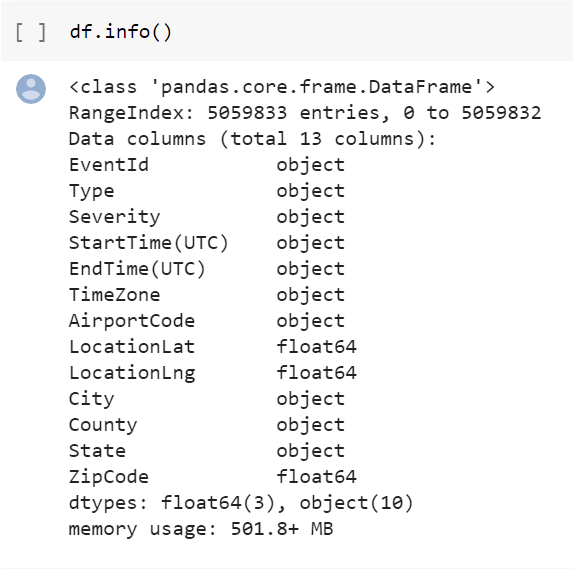 [ ] df.info()
<class 'pandas.core.frame.DataFrame'>
RangeIndex: 5059833 entries, 0 to 5059832
Data columns (total 13 columns):
EventId           object
Type              object
Severity          object
StartTime(UTC)    object
EndTime(UTC)      object
TimeZone          object
AirportCode       object
LocationLat       float64
LocationLng       float64
City              object
County            object
State             object
ZipCode           float64
dtypes: float64(3), object(10)
memory usage: 501.8+ MB